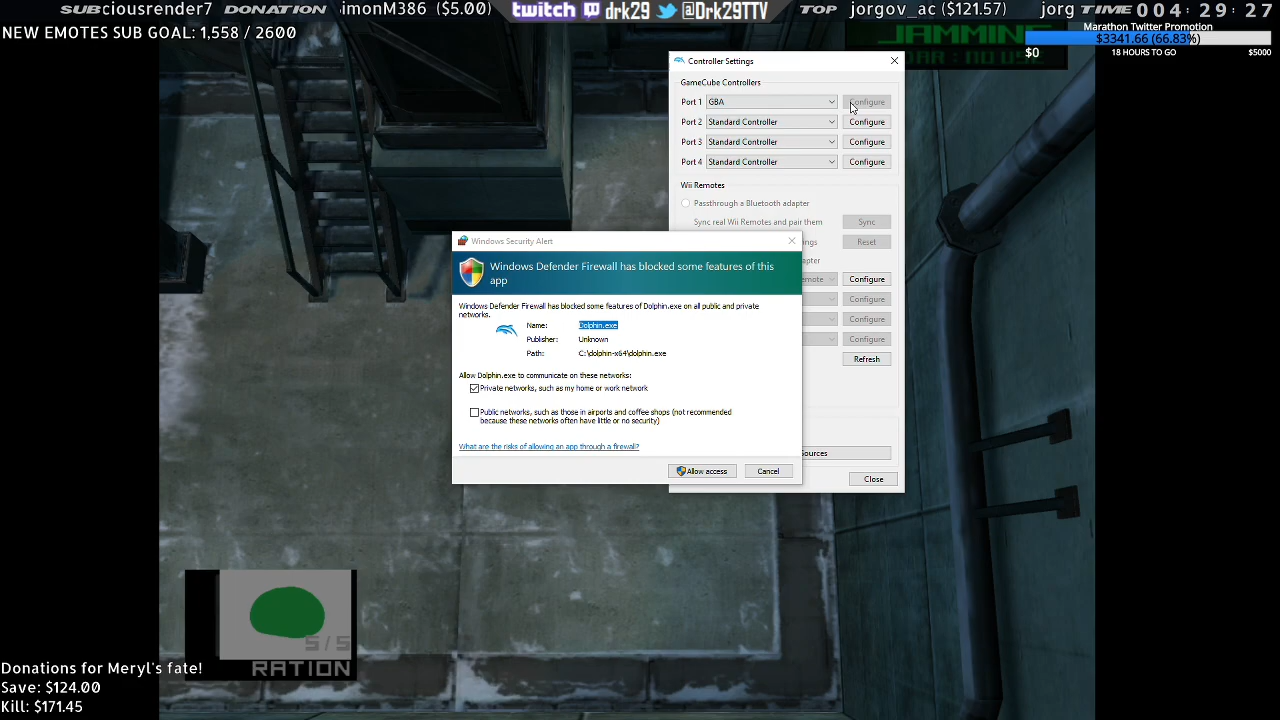 SUBciousrender7 DONATION imonM386 ($5.00) twitch drk29 @Drk29TTV TOP jorgov_ac ($121.57) jorg TIME 004:29:27
NEW EMOTES SUB GOAL: 1,558 / 2600
JAMMING
Marathon Twitter Promotion
$3341.66 (66.83%)
$0 18 HOURS TO GO $5000
Controller Settings
GameCube Controllers
Port 1 GBA Configure
Port 2 Standard Controller Configure
Port 3 Standard Controller Configure
Port 4 Standard Controller Configure
Wii Remotes
Passthrough a Bluetooth adapter
Sync real Wii Remotes and pair them Sync
ngs Reset
apter
emote Configure
Configure
Configure
Configure
Refresh
Sources
Close
Windows Security Alert
Windows Defender Firewall has blocked some features of this
app
Windows Defender Firewall has blocked some features of Dolphin.exe on all public and private
networks.
Name: Dolphin.exe
Publisher: Unknown
Path: C:\dolphin-x64\dolphin.exe
Allow Dolphin.exe to communicate on these networks:
Private networks, such as my home or work network
Public networks, such as those in airports and coffee shops (not recommended
because these networks often have little or no security)
What are the risks of allowing an app through a firewall?
Allow access Cancel
5/5
RATION
Donations for Meryl's fate!
Save: $124.00
Kill: $171.45